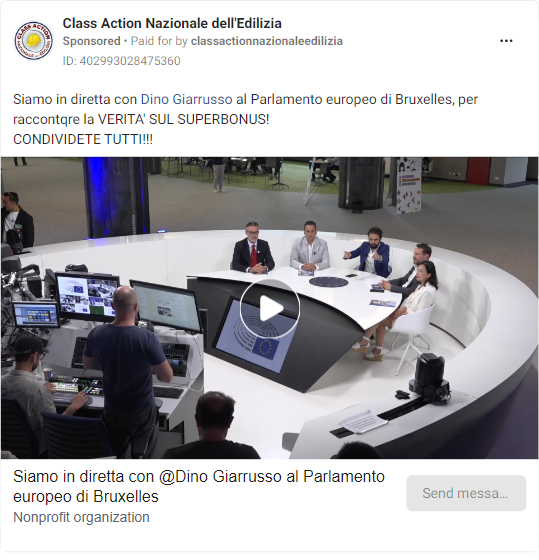 Class Action Nazionale dell'Edilizia
Sponsored • Paid for by classactionnazionaleedilizia
ID: 402993028475360
Siamo in diretta con Dino Giarrusso al Parlamento europeo di Bruxelles, per
raccontqre la VERITA' SUL SUPERBONUS!
CONDIVIDETE TUTTI!!!
CLASS ACTION
Siamo in diretta con @Dino Giarrusso al Parlamento
europeo di Bruxelles
Nonprofit organization
Send messa...